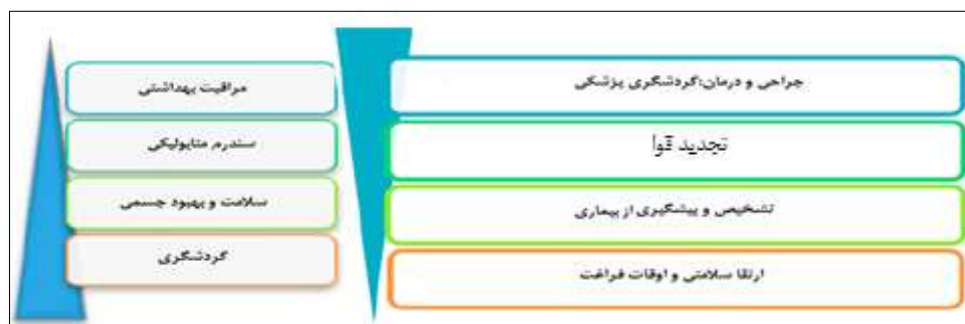 جراحی و درمان:گردشگری پزشکی
تجدید قوا
تشخیص و پیشگیری از بیماری
ارتقا سلامتی و اوقات فراغت
مراقبت بهداشتی
سندرم متابولیکی
سلامت و بهبود جسمی
گردشگری